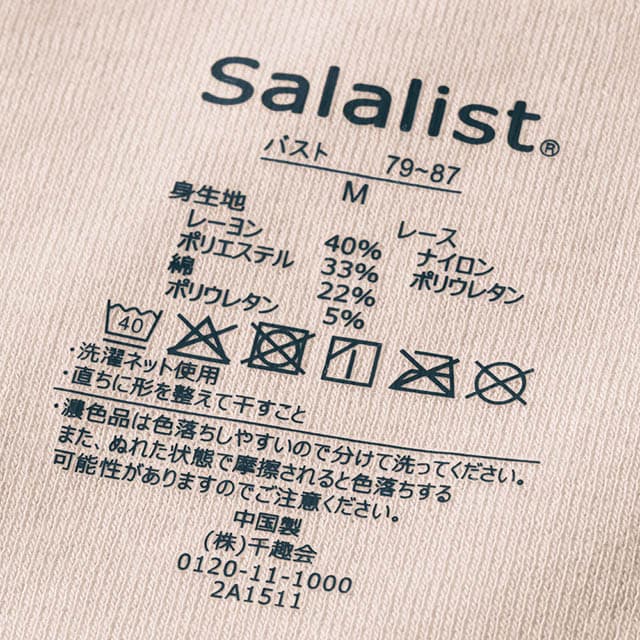 Salalist®
バスト 79~87
M
身生地
レーヨン 40%
ポリエステル 33%
綿 22%
ポリウレタン 5%
レース
ナイロン
ポリウレタン
40
・洗濯ネット使用
・直ちに形を整えて干すこと
・濃色品は色落ちしやすいので分けて洗ってください。
また、ぬれた状態で摩擦されると色落ちする
可能性がありますのでご注意ください。
中国製
(株)千趣会
0120-11-1000
2A1511